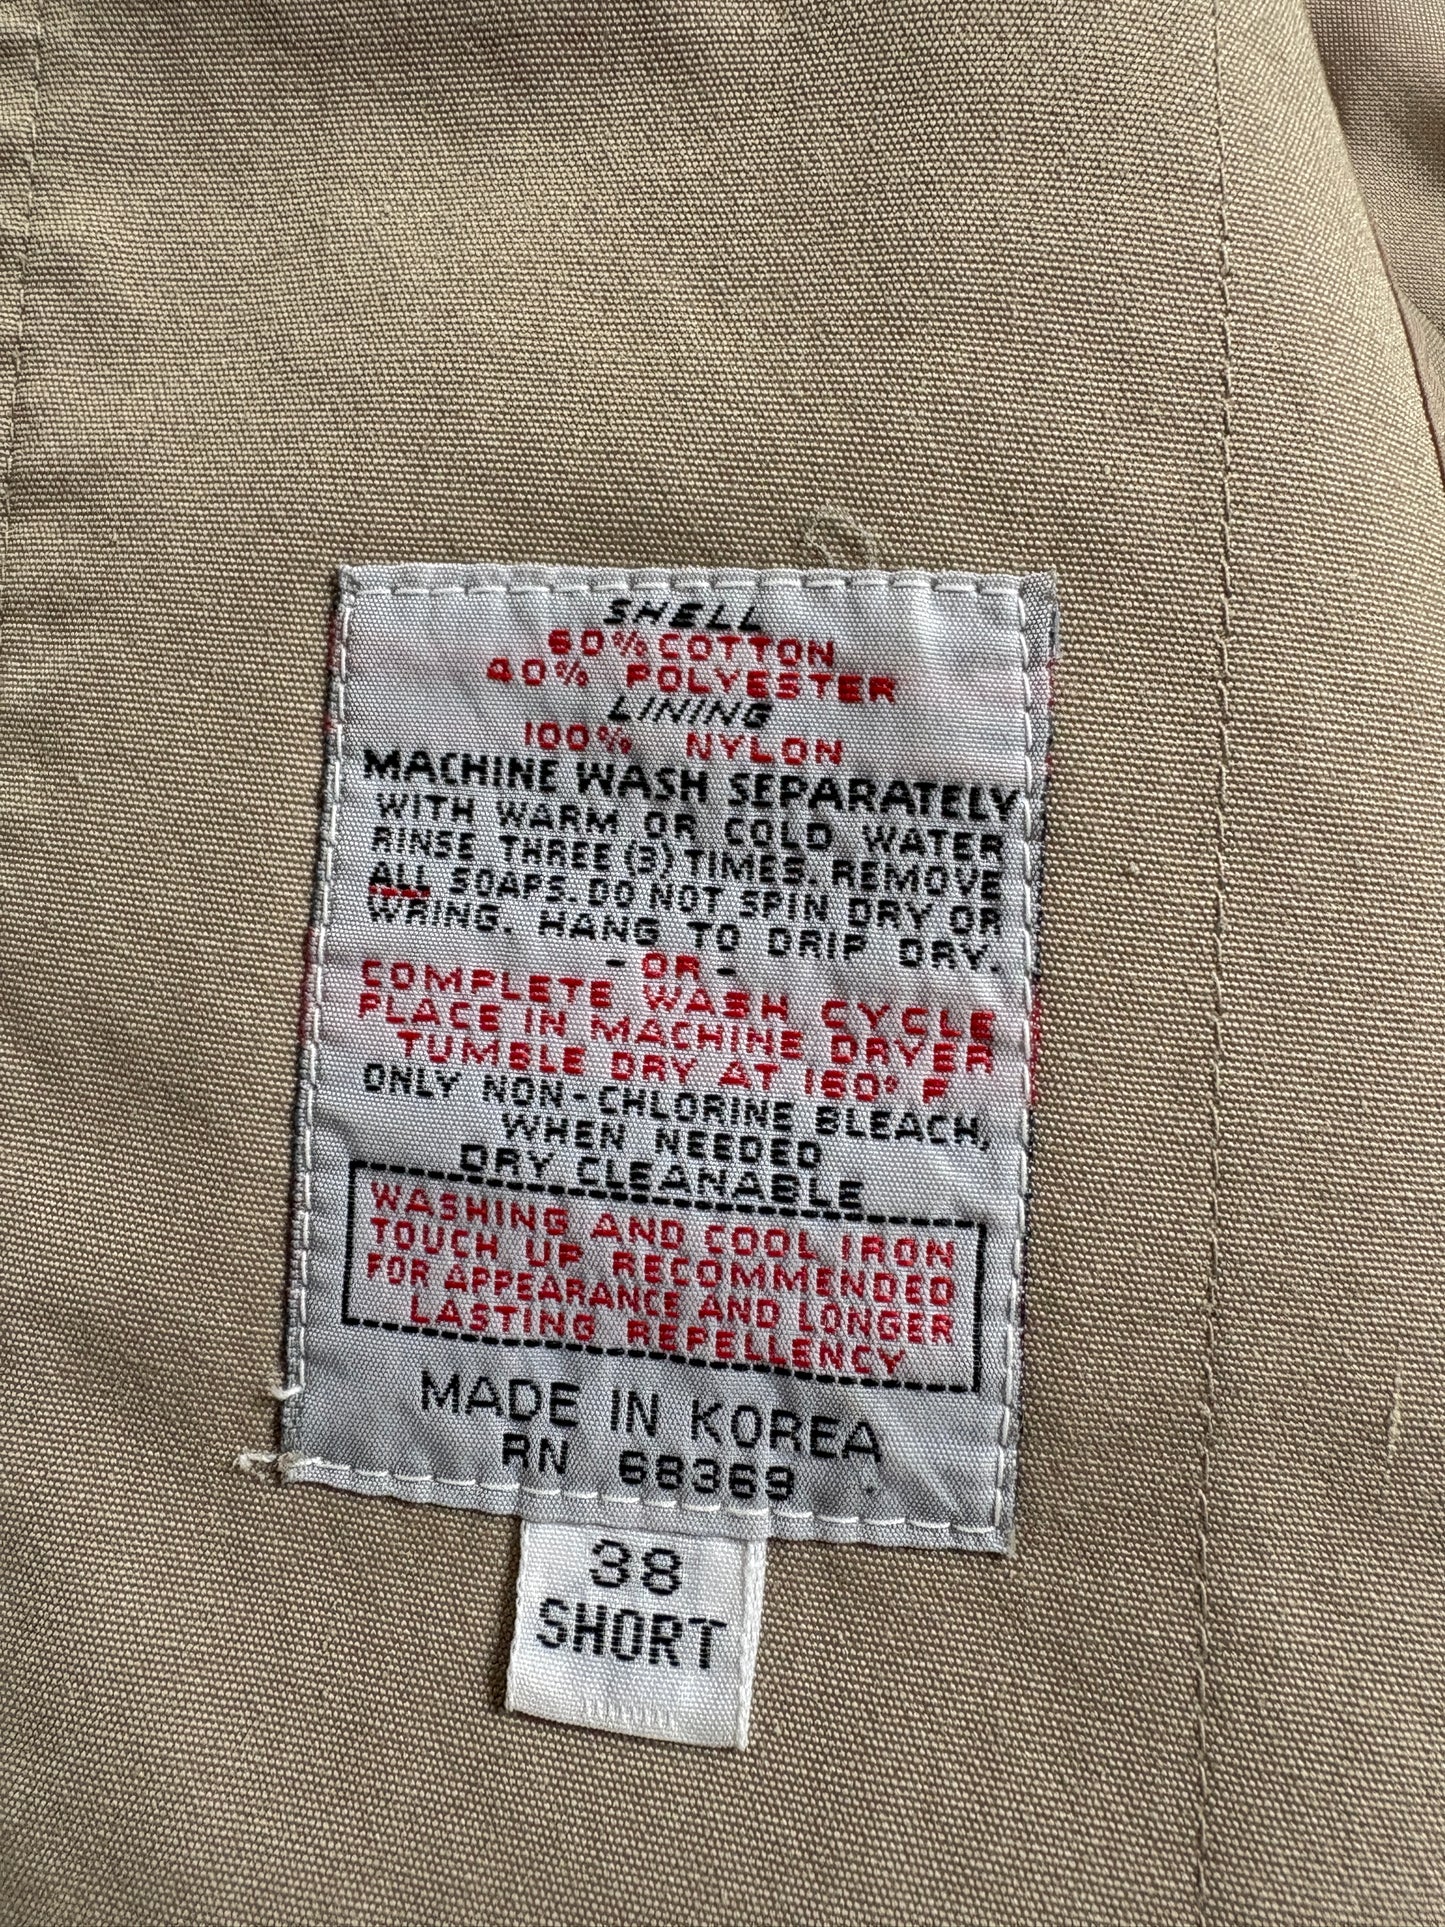 SHELL
60% COTTON
40% POLYESTER
LINING
100% NYLON
MACHINE WASH SEPARATELY
WITH WARM OR COLD WATER
RINSE THREE (3) TIMES. REMOVE
ALL SOAPS. DO NOT SPIN DRY OR
WRING. HANG TO DRIP DRY.
- OR -
COMPLETE WASH CYCLE
PLACE IN MACHINE DRYER
TUMBLE DRY AT 160° F
ONLY NON-CHLORINE BLEACH,
WHEN NEEDED
DRY CLEANABLE
WASHING AND COOL IRON
TOUCH UP RECOMMENDED
FOR APPEARANCE AND LONGER
LASTING REPELLENCY
MADE IN KOREA
RN 68369
38
SHORT